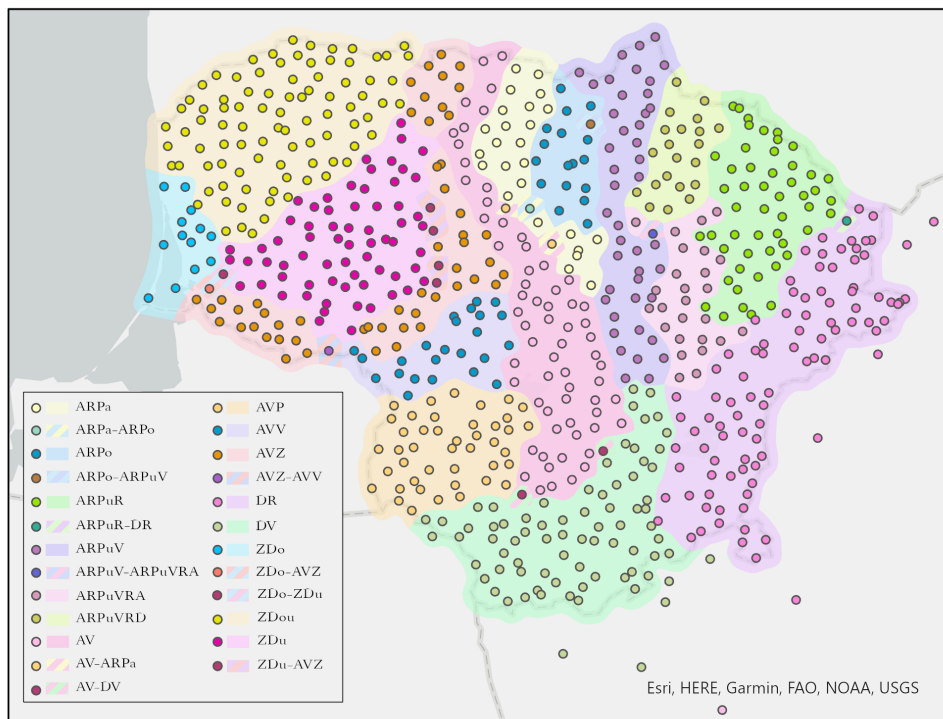 ARPa
ARPa-ARPo
ARPo
ARPo-ARPuV
ARPuR
ARPuR-DR
ARPuV
ARPuV-ARPuVRA
ARPuVRA
ARPuVRD
AV
AV-ARPa
AV-DV
AVP
AVV
AVZ
AVZ-AVV
DR
DV
ZDo
ZDo-AVZ
ZDo-ZDu
ZDou
ZDu
ZDu-AVZ
Esri, HERE, Garmin, FAO, NOAA, USGS